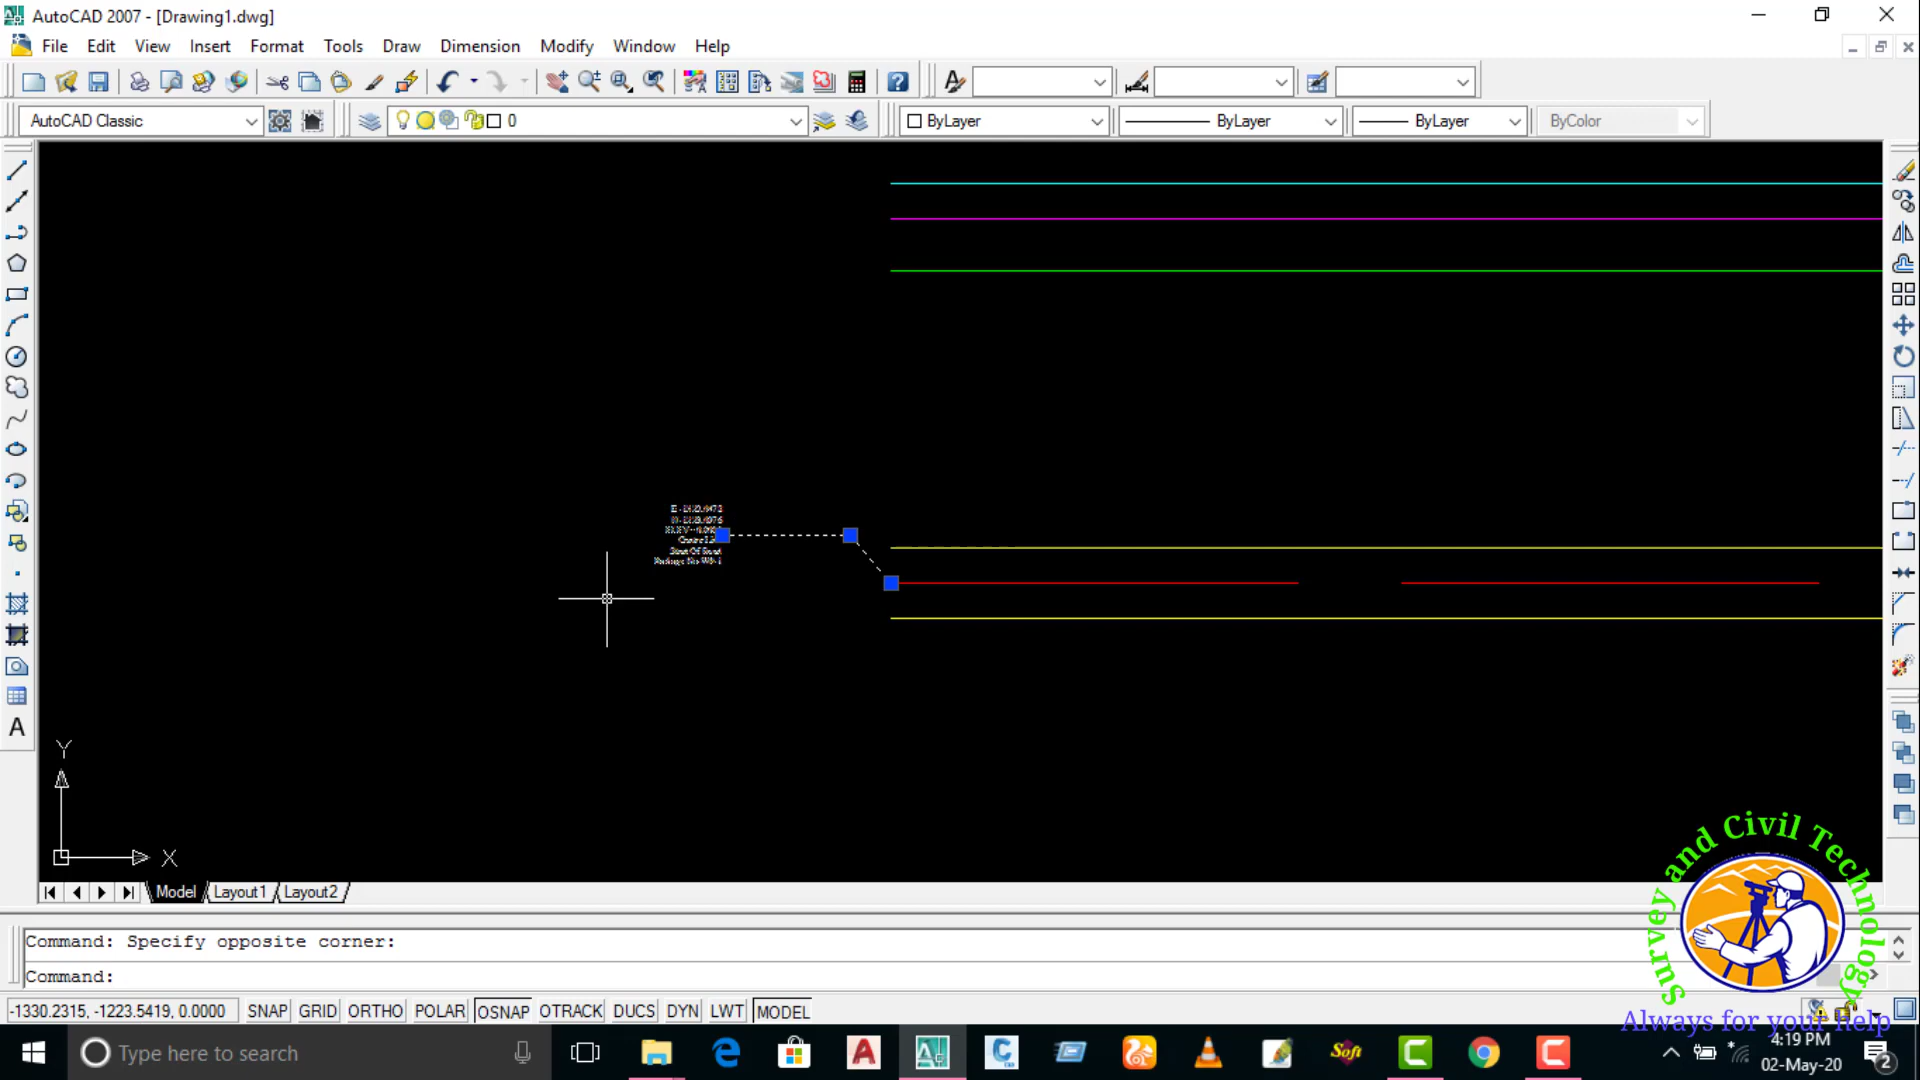 AutoCAD 2007 - [Drawing1.dwg]
File Edit View Insert Format Tools Draw Dimension Modify Window Help
AutoCAD Classic
0
ByLayer
ByLayer
ByLayer
ByColor
A
Y
X
Model Layout1 Layout2
Command: Specify opposite corner:
Command:
-1330.2315, -1223.5419, 0.0000 SNAP GRID ORTHO POLAR OSNAP OTRACK DUCS DYN LWT MODEL
Survey and Civil Technology
Always for your help
Type here to search
Soft
4:19 PM
02-May-20
2